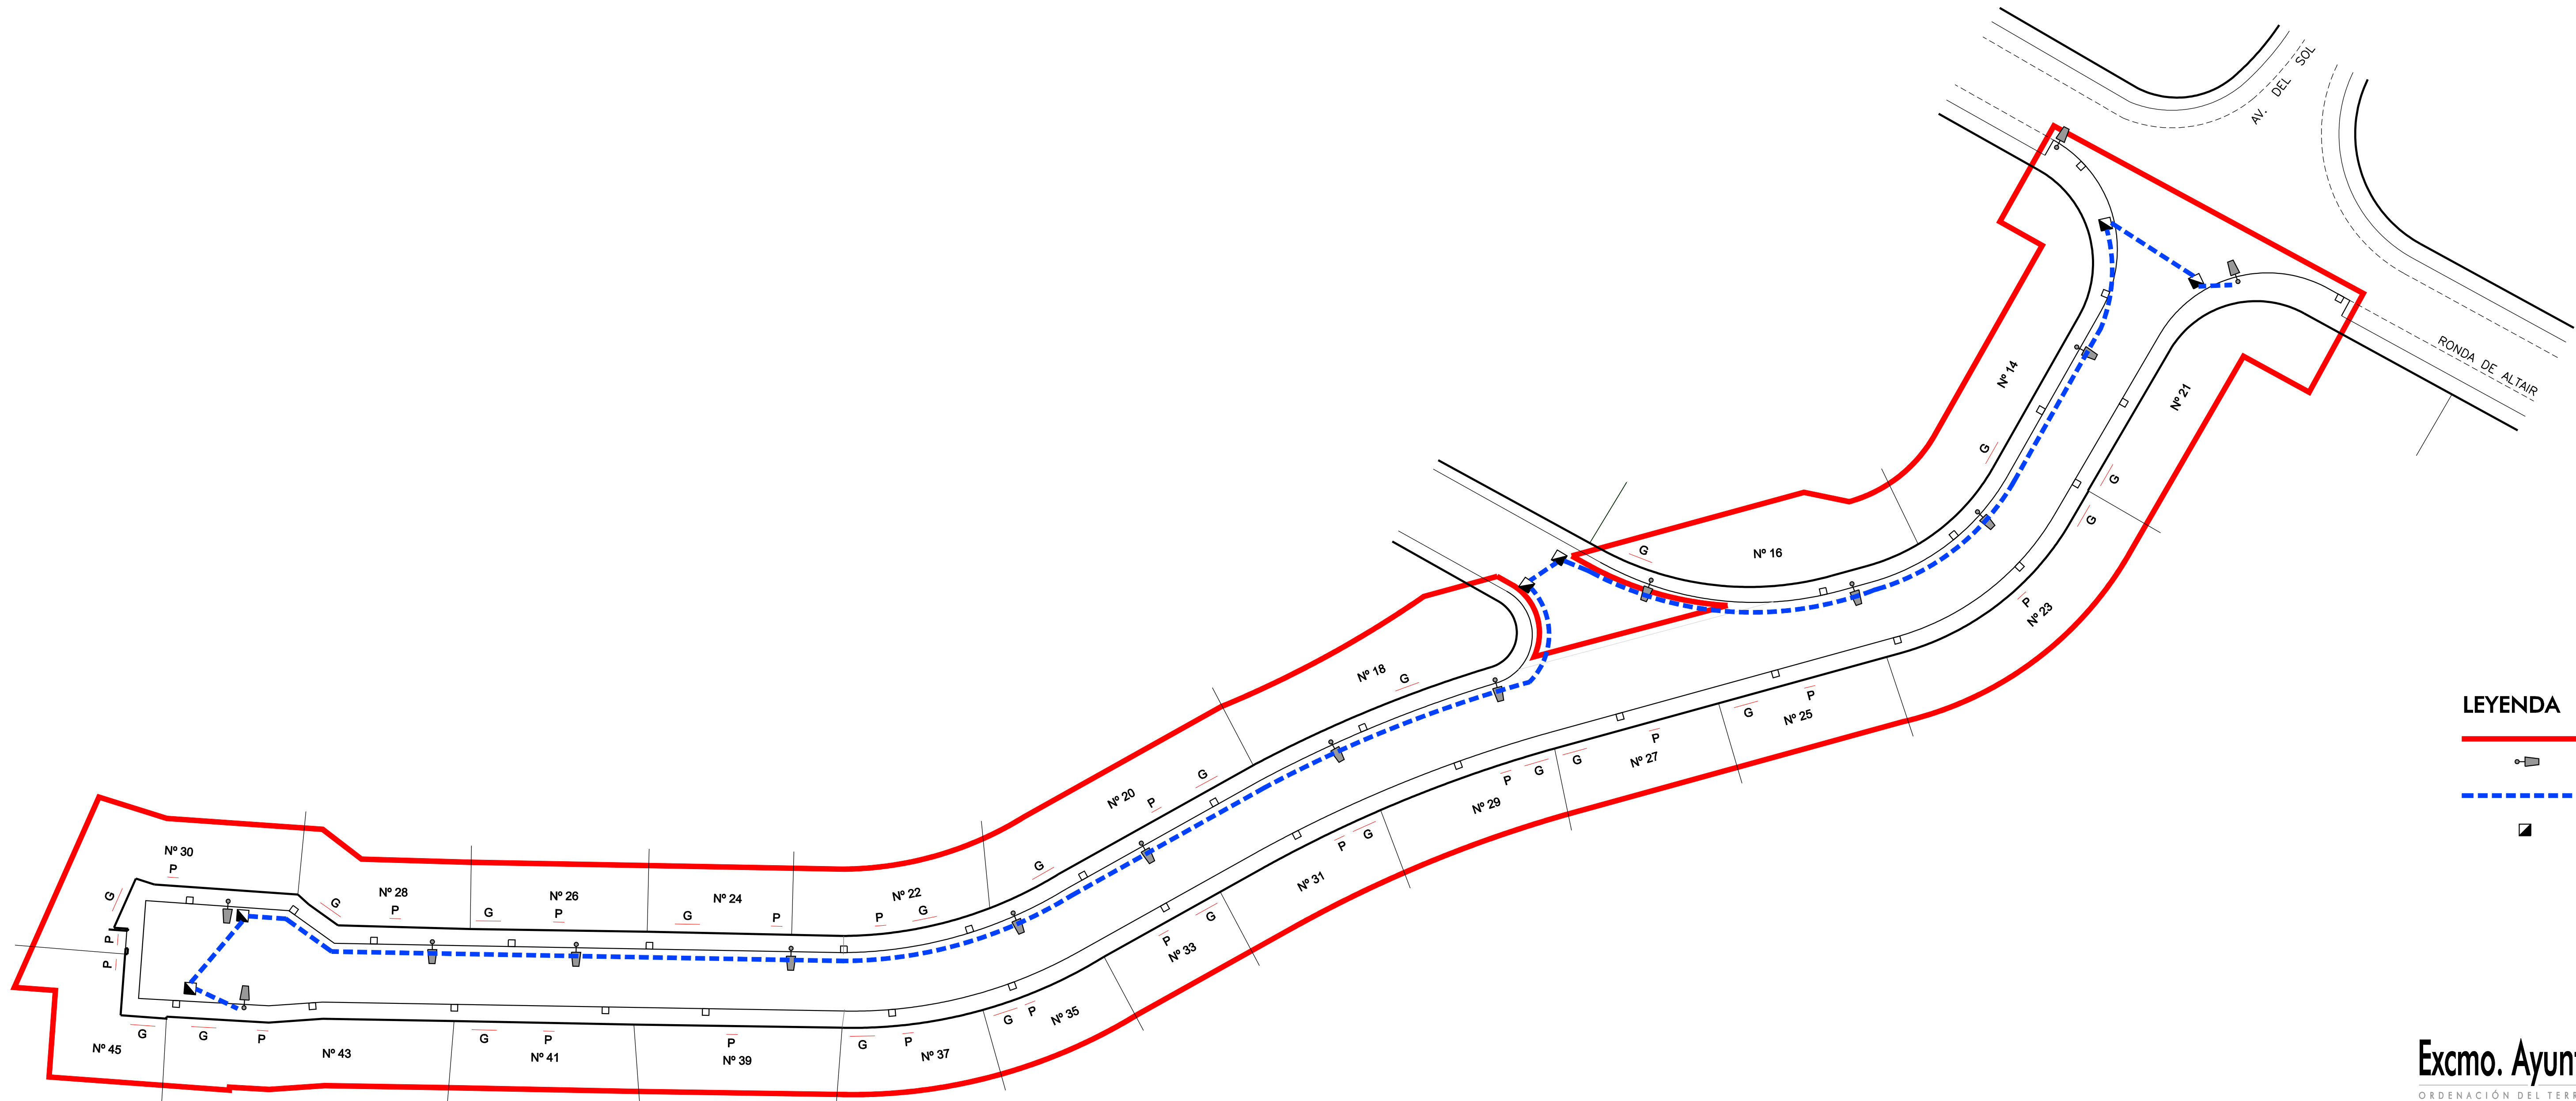 AV. DEL SOL
RONDA DE ALTAIR
Nº 14
Nº 21
G
G
G
Nº 16
G
P
Nº 23
Nº 18
G
P
Nº 25
G
P
Nº 27
G
G
P
Nº 29
Nº 20
P
G
G
P
G
Nº 31
P
G
Nº 33
Nº 30
P
G
P
P
G
Nº 28
P
G
Nº 26
P
Nº 24
G
P
Nº 22
P
G
G
P
Nº 35
Nº 45
G
G
P
Nº 43
G
P
Nº 41
P
Nº 39
G
P
Nº 37
LEYENDA
Excmo. Ayunt
ORDENACIÓN DEL TERR